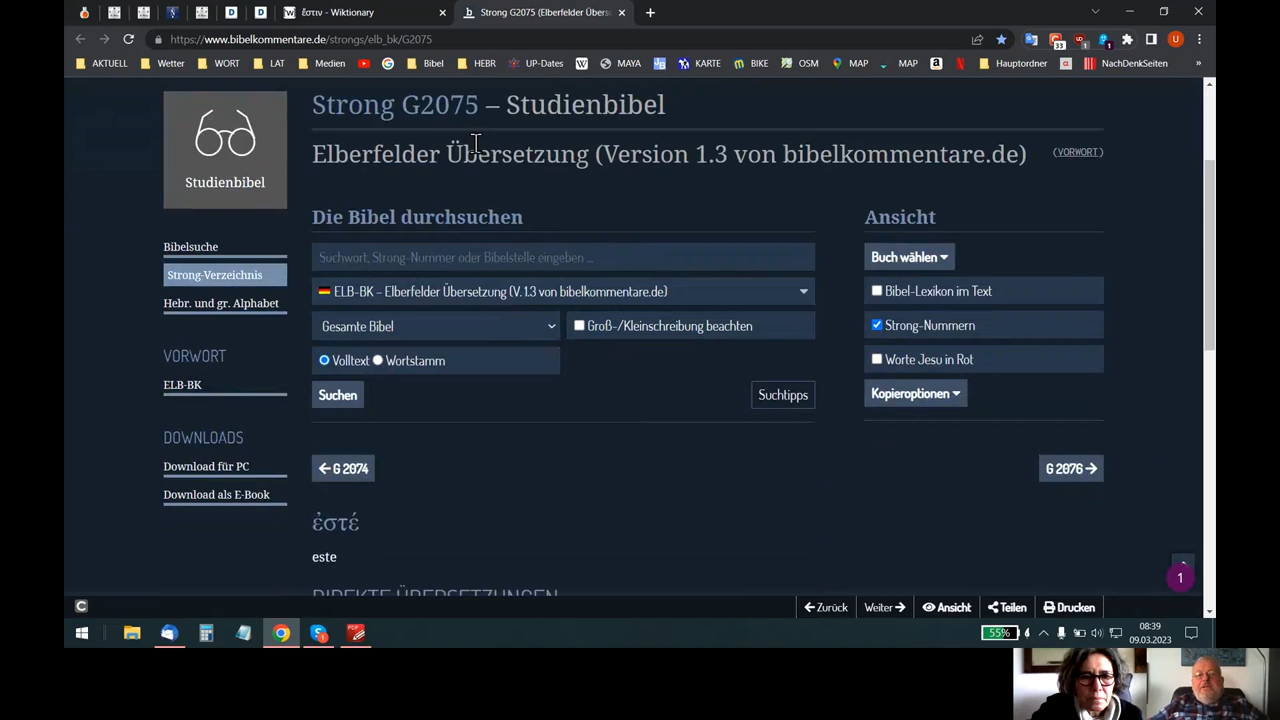 ἔστιν - Wiktionary
Strong G2075 (Elberfelder Übers
https://www.bibelkommentare.de/strongs/elb_bk/G2075
AKTUELL Wetter WORT LAT Medien Bibel HEBR UP-Dates MAYA KARTE BIKE OSM MAP MAP Hauptordner NachDenkSeiten »
Strong G2075 – Studienbibel
Elberfelder Übersetzung (Version 1.3 von bibelkommentare.de)
(VORWORT)
Studienbibel
Die Bibel durchsuchen
Ansicht
Bibelsuche
Suchwort, Strong-Nummer oder Bibelstelle eingeben ...
Buch wählen
Strong-Verzeichnis
ELB-BK – Elberfelder Übersetzung (V. 1.3 von bibelkommentare.de)
Bibel-Lexikon im Text
Hebr. und gr. Alphabet
Gesamte Bibel
Groß-/Kleinschreibung beachten
Strong-Nummern
VORWORT
Volltext Wortstamm
Worte Jesu in Rot
ELB-BK
Suchen
Suchtipps
Kopieroptionen
DOWNLOADS
Download für PC
G 2074
G 2076
Download als E-Book
ἐστέ
este
DIREKTE ÜBERSETZUNGEN
1
Zurück Weiter Ansicht Teilen Drucken
55%
08:39
09.03.2023